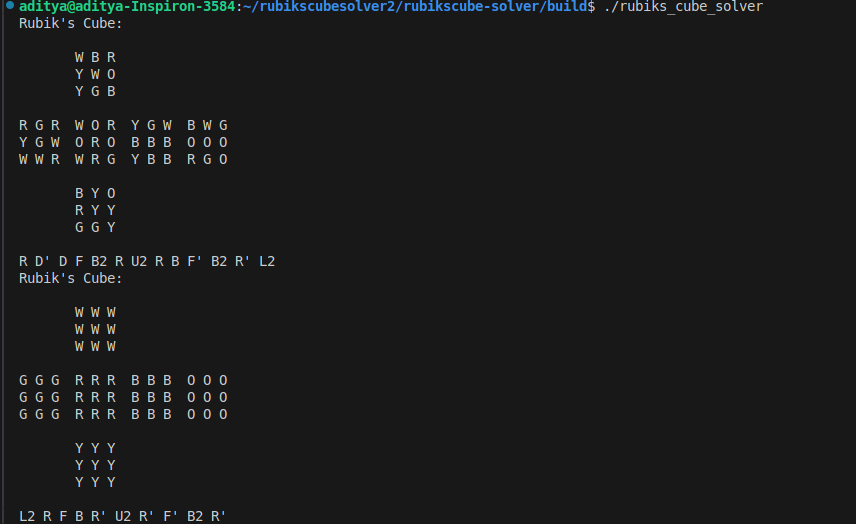 aditya@aditya-Inspiron-3584:~/rubikscubesolver2/rubikscube-solver/build$ ./rubiks_cube_solver
Rubik's Cube:
W B R
Y W O
Y G B
R G R W O R Y G W B W G
Y G W O R O B B B O O O
W W R W R G Y B B R G O
B Y O
R Y Y
G G Y
R D' D F B2 R U2 R B F' B2 R' L2
Rubik's Cube:
W W W
W W W
W W W
G G G R R R B B B O O O
G G G R R R B B B O O O
G G G R R R B B B O O O
Y Y Y
Y Y Y
Y Y Y
L2 R F B R' U2 R' F' B2 R'